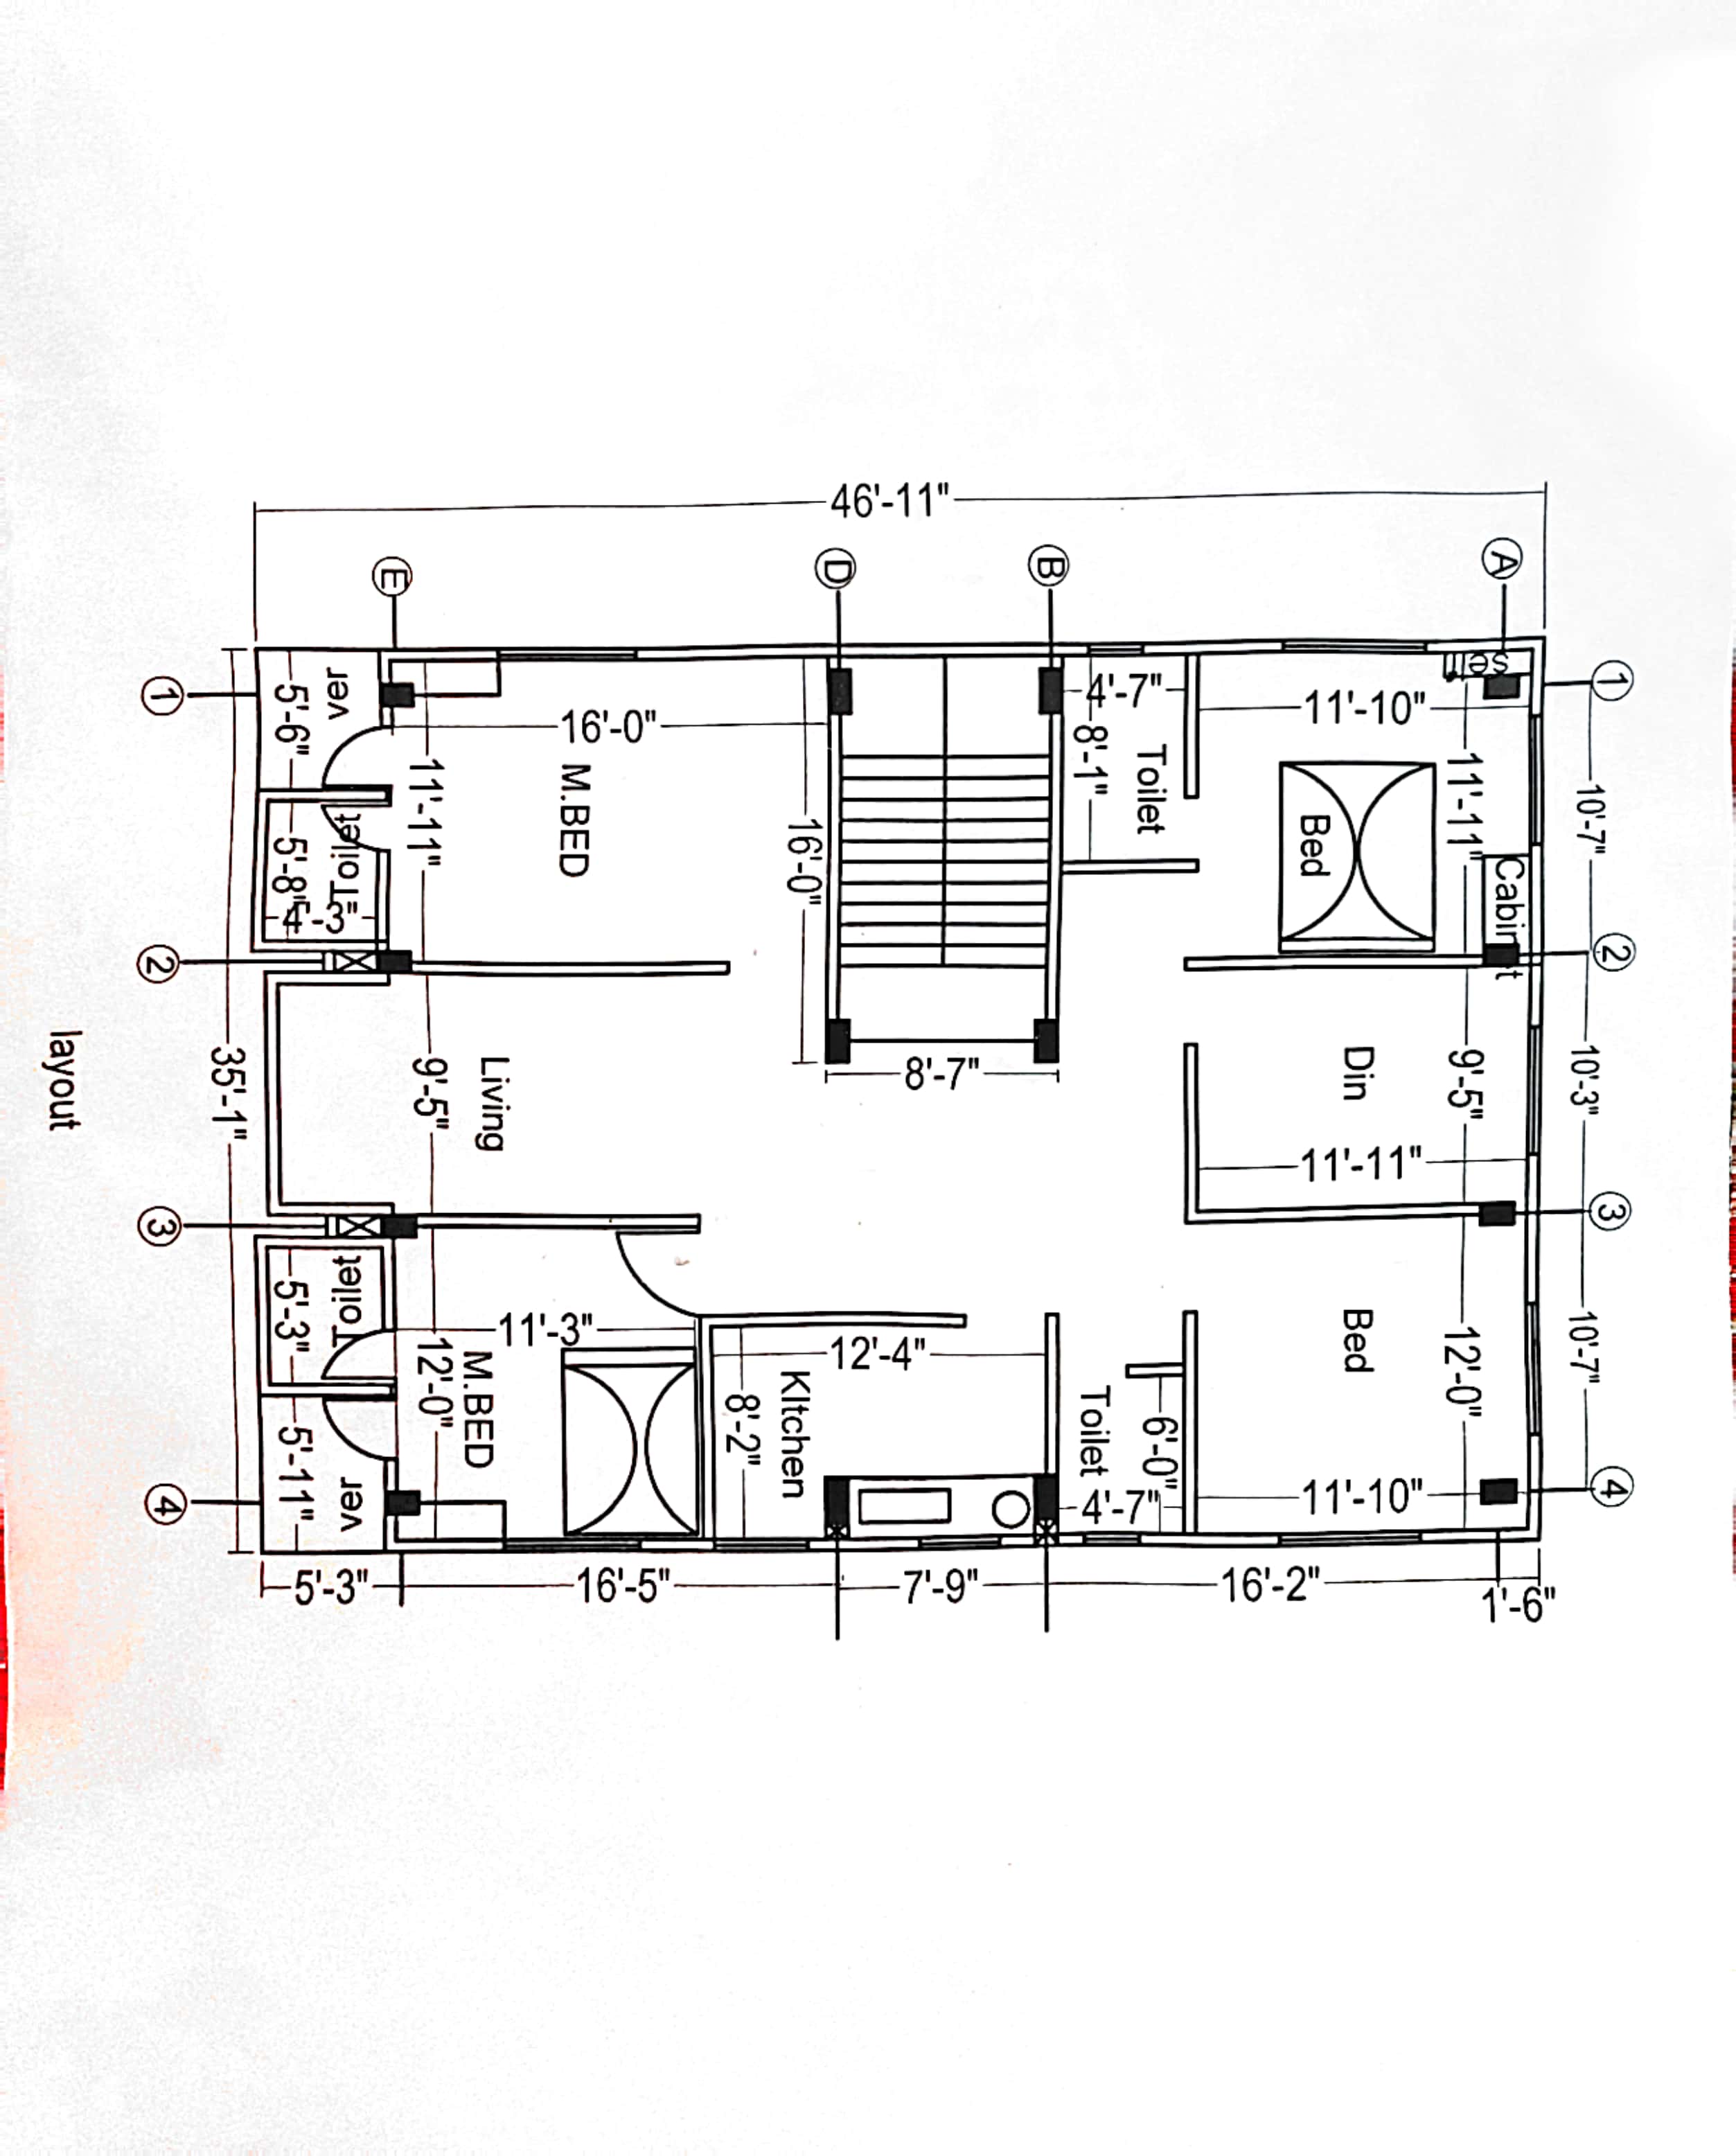 46'-11"
E
D
B
A
1
ver
5'-6"
16'-0"
M.BED
11'-11"
16'-0"
4'-7"
8'-1"
Toilet
11'-10"
Bed
11'-11"
Cabinet
1
10'-7"
Toilet
5'-8"
4'-3"
2
2
layout
35'-1"
9'-5"
Living
8'-7"
Din
9'-5"
11'-11"
10'-3"
3
3
Toilet
5'-3"
11'-3"
12'-0"
M.BED
12'-4"
8'-2"
KItchen
Toilet
6'-0"
4'-7"
Bed
12'-0"
11'-10"
10'-7"
ver
5'-11"
4
4
5'-3"
16'-5"
7'-9"
16'-2"
1'-6"